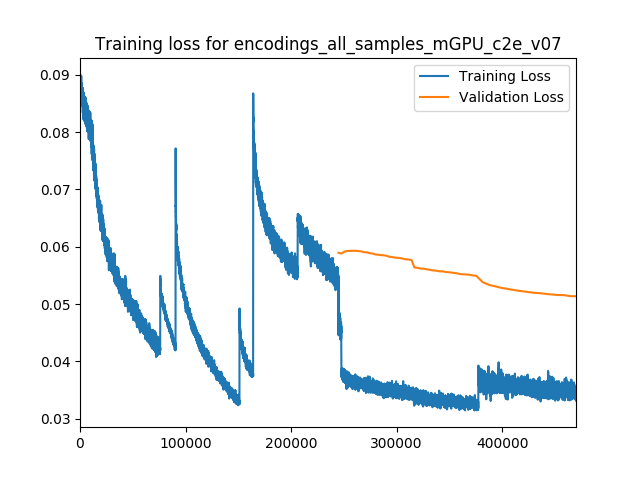 Training loss for encodings_all_samples_mGPU_c2e_v07
Training Loss
Validation Loss
0.09
0.08
0.07
0.06
0.05
0.04
0.03
0 100000 200000 300000 400000